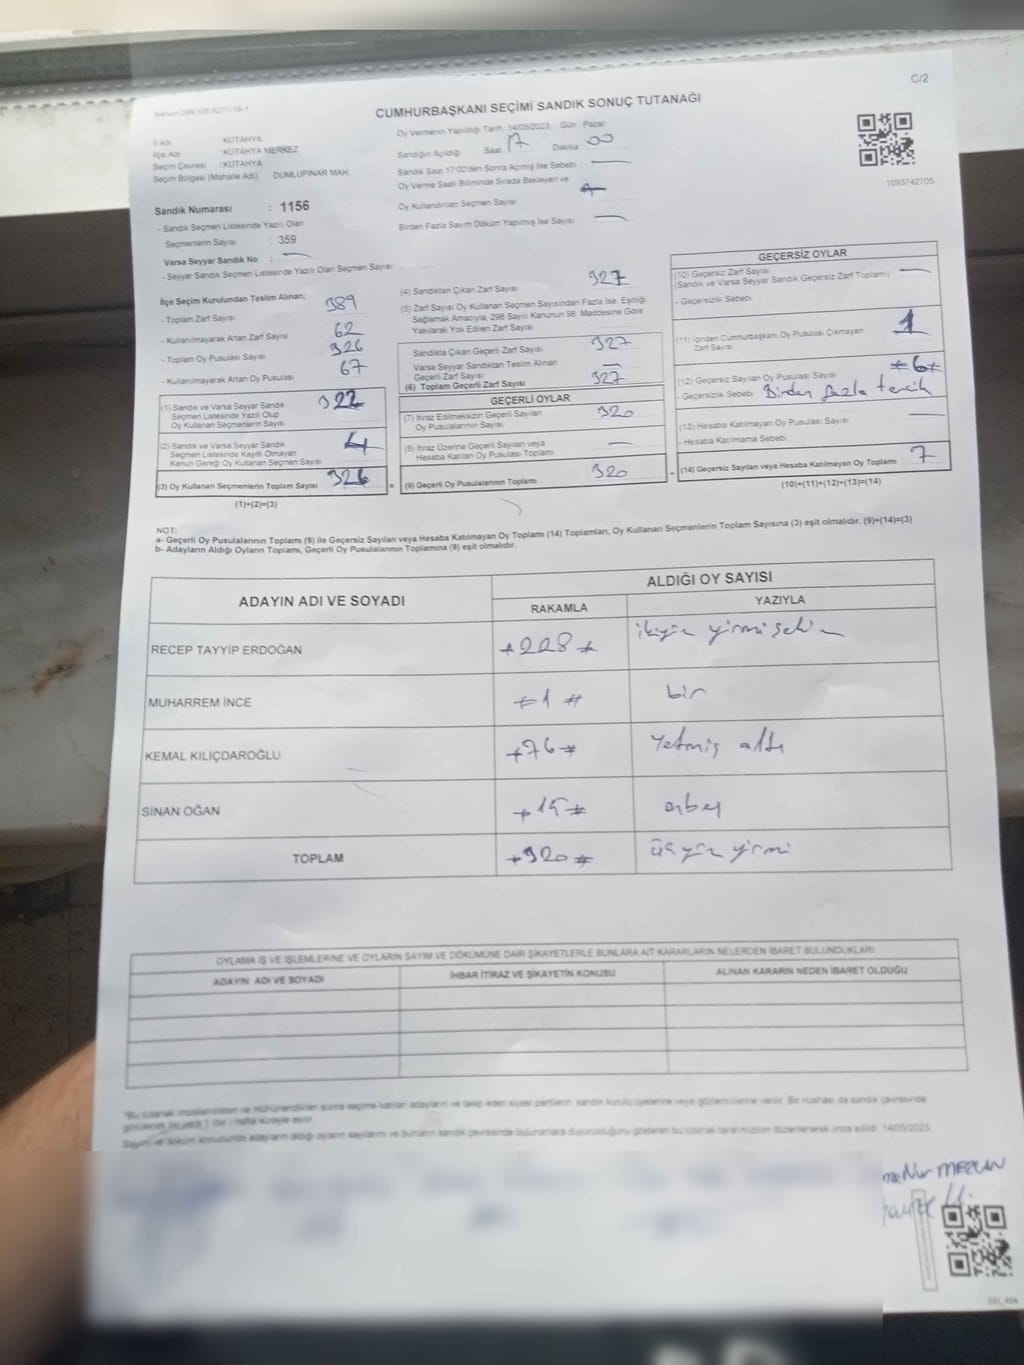 C/2
CUMHURBAŞKANI SEÇİMİ SANDIK SONUÇ TUTANAĞI
İl Adı KÜTAHYA
İlçe Adı : KÜTAHYA MERKEZ
Seçim Çevresi : KÜTAHYA
Seçim Bölgesi (Mahalle Adı) DUMLUPINAR MAH.
Sandık Numarası : 1156
- Sandık Seçmen Listesinde Yazılı Olan
Seçmenlerin Sayısı : 359
Varsa Seyyar Sandık No :
- Seyyar Sandık Seçmen Listesinde Yazılı Olan Seçmen Sayısı
Oy Vermenin Yapıldığı Tarih :14/05/2023 Gün : Pazar
Sandığın Açıldığı Saat 17 Dakika 00
Sandık Saat 17:00'den Sonra Açımış İse Sebebi
Oy Verme Saati Bitiminde Sırada Bekleyen ve
Oy Kullandırılan Seçmen Sayısı
Birden Fazla Sayım Döküm Yapılmış İse Sayısı
1093742705
İlçe Seçim Kurulundan Teslim Alınan;
- Toplam Zarf Sayısı 389
- Kullanılmayarak Artan Zarf Sayısı 62
- Toplam Oy Pusulası Sayısı 326
- Kullanılmayarak Artan Oy Pusulası 67
(1) Sandık ve Varsa Seyyar Sandık
Seçmen Listesinde Yazılı Olup
Oy Kullanan Seçmenlerin Sayısı 322
(2) Sandık ve Varsa Seyyar Sandık
Seçmen Listesinde Kayıtlı Olmayan
Kanun Gereği Oy Kullanan Seçmen Sayısı 4
(3) Oy Kullanan Seçmenlerin Toplam Sayısı 326
(1)+(2)=(3)
(4) Sandıktan Çıkan Zarf Sayısı 327
(5) Zarf Sayısı Oy Kullanan Seçmen Sayısından Fazla İse, Eşitliği
Sağlamak Amacıyla, 298 Sayılı Kanunun 98. Maddesine Göre
Yakılarak Yok Edilen Zarf Sayısı
Sandıkta Çıkan Geçerli Zarf Sayısı 327
Varsa Seyyar Sandıktan Teslim Alınan
Geçerli Zarf Sayısı
(6) Toplam Geçerli Zarf Sayısı 327
GEÇERLİ OYLAR
(7) İtiraz Edilmeksizin Geçerli Sayılan
Oy Pusulalarının Sayısı 320
(8) İtiraz Üzerine Geçerli Sayılan veya
Hesaba Katılan Oy Pusulası Toplamı
(9) Geçerli Oy Pusulalarının Toplamı 320
GEÇERSİZ OYLAR
(10) Geçersiz Zarf Sayısı
(Sandık ve Varsa Seyyar Sandık Geçersiz Zarf Toplamı)
- Geçersizlik Sebebi
(11) İçinden Cumhurbaşkanı Oy Pusulası Çıkmayan
Zarf Sayısı 1
(12) Geçersiz Sayılan Oy Pusulası Sayısı #6#
- Geçersizlik Sebebi Birden fazla tercih
(13) Hesaba Katılmayan Oy Pusulası Sayısı
- Hesaba Katılmama Sebebi
(14) Geçersiz Sayılan veya Hesaba Katılmayan Oy Toplamı 7
(10)+(11)+(12)+(13)=(14)
NOT:
a- Geçerli Oy Pusulalarının Toplamı (9) ile Geçersiz Sayılan veya Hesaba Katılmayan Oy Toplamı (14) Toplamları, Oy Kullanan Seçmenlerin Toplam Sayısına (3) eşit olmalıdır. (9)+(14)=(3)
b- Adayların Aldığı Oyların Toplamı, Geçerli Oy Pusulalarının Toplamına (9) eşit olmalıdır.
ADAYIN ADI VE SOYADI ALDIĞI OY SAYISI
RAKAMLA YAZIYLA
RECEP TAYYİP ERDOĞAN #228# ikiyüz yirmi sekiz
MUHARREM İNCE #1# bir
KEMAL KILIÇDAROĞLU #76# Yetmiş altı
SİNAN OĞAN #15# onbeş
TOPLAM #320# üçyüz yirmi
OYLAMA İŞ VE İŞLEMLERİNE VE OYLARIN SAYIM VE DÖKÜMÜNE DAİR ŞİKAYETLERLE BUNLARA AİT KARARLARIN NELERDEN İBARET BULUNDUKLARI
ADAYIN ADI VE SOYADI İHBAR İTİRAZ VE ŞİKAYETİN KONUSU ALINAN KARARIN NEDEN İBARET OLDUĞU
"Bu tutanak imzalandıktan ve mühürlendikten sonra seçime katılan adayların ve talep eden siyasi partilerin sandık kurulu üyelerine veya gözlemcilerine verilir. Bir nüshası da sandık çevresinde
görülecek bir yere 1 (bir) hafta süreyle asılır.
Sayım ve döküm sonucunda adayların aldığı oyların sayılarını ve bunların sandık çevresinde bulunanlara duyurulduğunu gösteren bu tutanak tarafımızdan düzenlenerek imza edildi. 14/05/2023